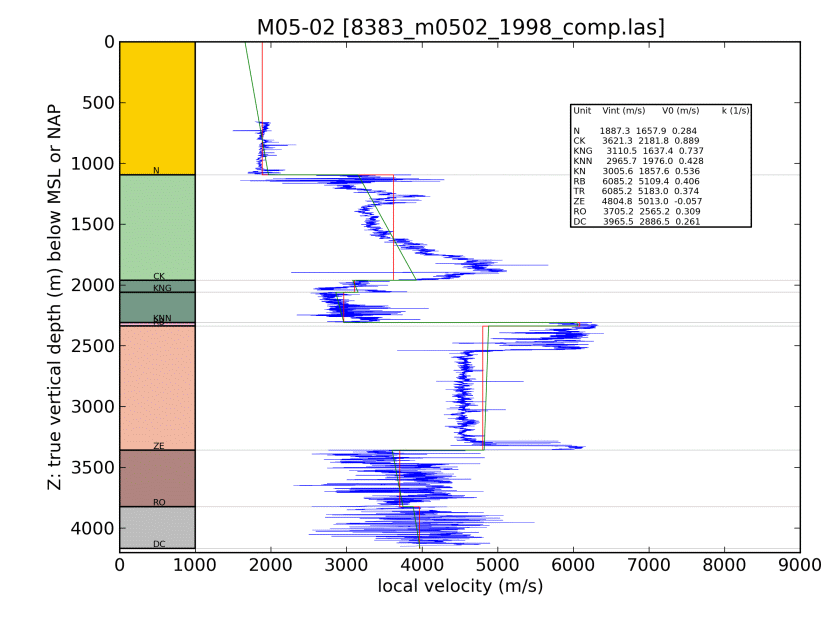 M05-02 [8383_m0502_1998_comp.las]
Z: true vertical depth (m) below MSL or NAP
0
500
1000
1500
2000
2500
3000
3500
4000
N
CK
KNG
KNN
ZE
RO
DC
Unit Vint (m/s) V0 (m/s) k (1/s)
N 1887.3 1657.9 0.284
CK 3621.3 2181.8 0.889
KNG 3110.5 1637.4 0.737
KNN 2965.7 1976.0 0.428
KN 3005.6 1857.6 0.536
RB 6085.2 5109.4 0.406
TR 6085.2 5183.0 0.374
ZE 4804.8 5013.0 -0.057
RO 3705.2 2565.2 0.309
DC 3965.5 2886.5 0.261
0 1000 2000 3000 4000 5000 6000 7000 8000 9000
local velocity (m/s)